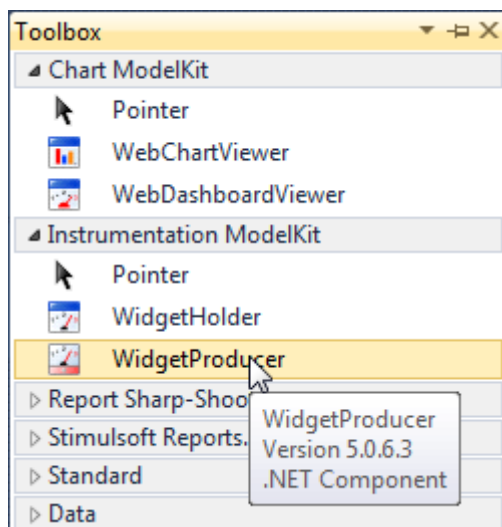 Toolbox
Chart ModelKit
Pointer
WebChartViewer
WebDashboardViewer
Instrumentation ModelKit
Pointer
WidgetHolder
WidgetProducer
Report Sharp-Shoo
Stimulsoft Reports.
Standard
Data
WidgetProducer
Version 5.0.6.3
.NET Component